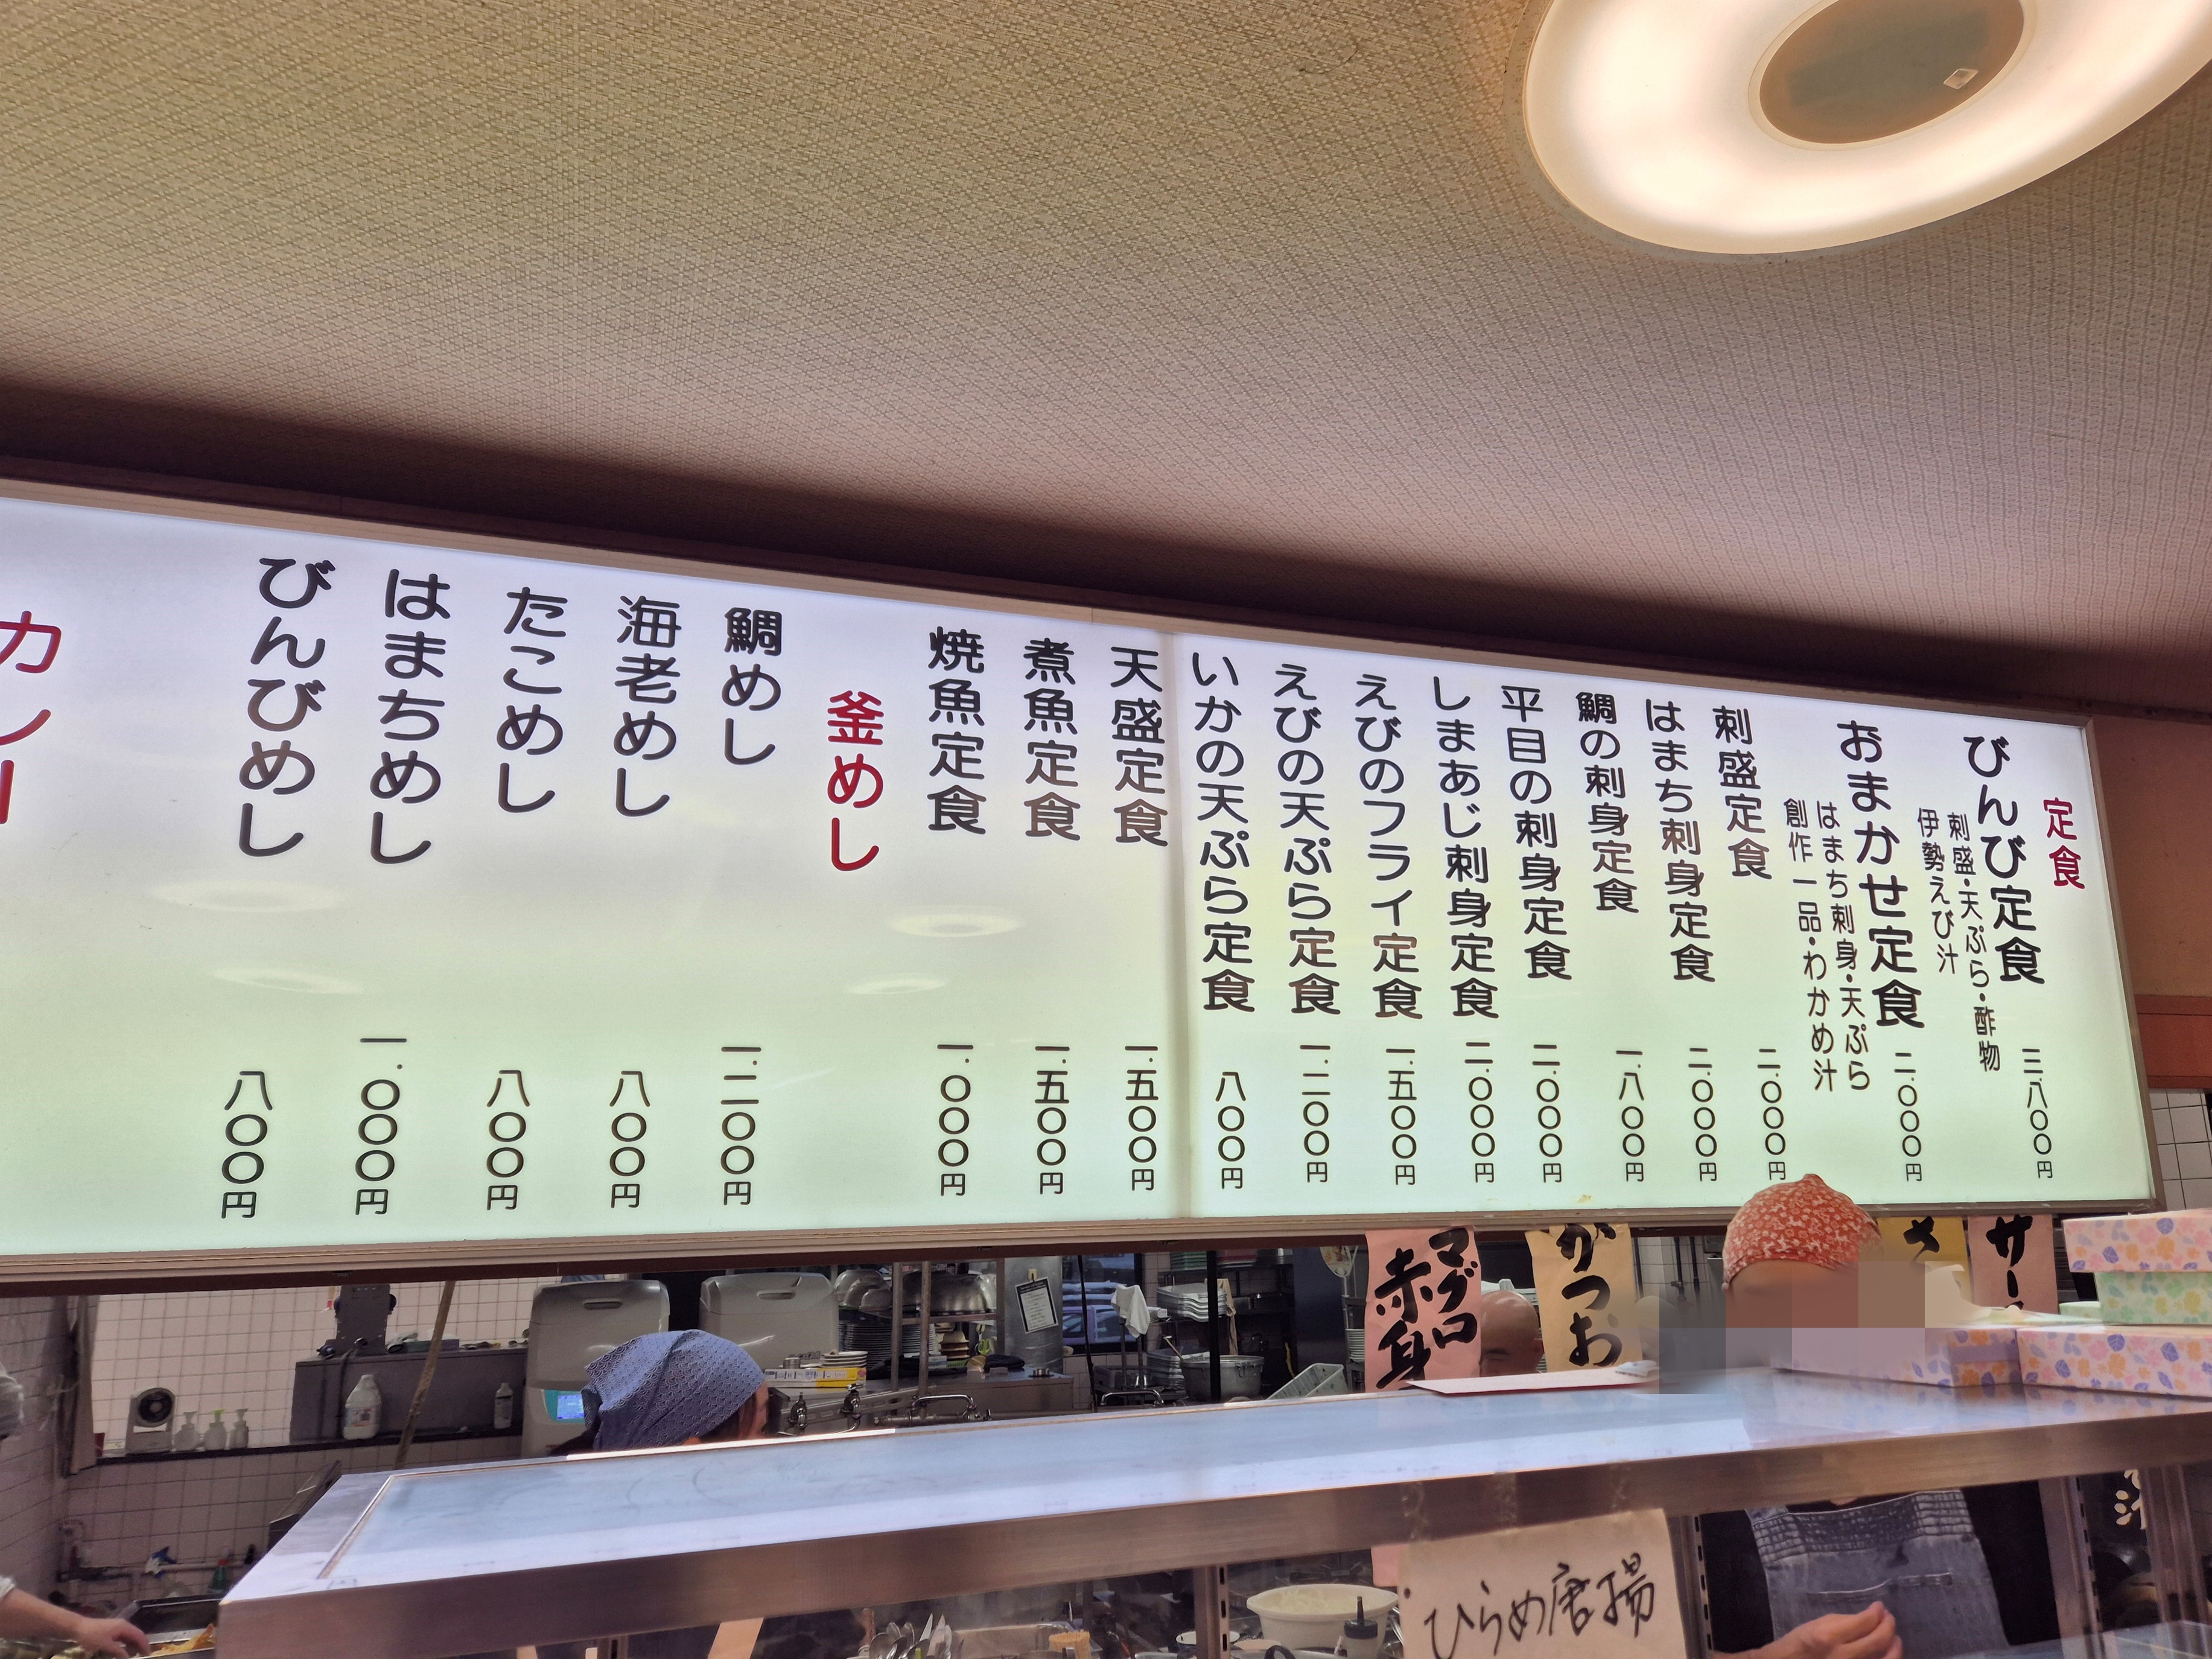 定食
びんび定食 三.八〇〇円
刺盛・天ぷら・酢物
伊勢えび汁
おまかせ定食 二.〇〇〇円
はまち刺身・天ぷら
創作一品・わかめ汁
刺盛定食 二.〇〇〇円
はまち刺身定食 二.〇〇〇円
鯛の刺身定食 一.八〇〇円
平目の刺身定食 二.〇〇〇円
しまあじ刺身定食 二.〇〇〇円
えびのフライ定食 一.五〇〇円
えびの天ぷら定食 一.二〇〇円
いかの天ぷら定食 八〇〇円
天盛定食 一.五〇〇円
煮魚定食 一.五〇〇円
焼魚定食 一.〇〇〇円
釜めし
鯛めし 一.二〇〇円
海老めし 八〇〇円
たこめし 八〇〇円
はまちめし 一.〇〇〇円
びんびめし 八〇〇円
カレー
サー
さ
かつお
マグロ
赤身
ひらめ唐揚